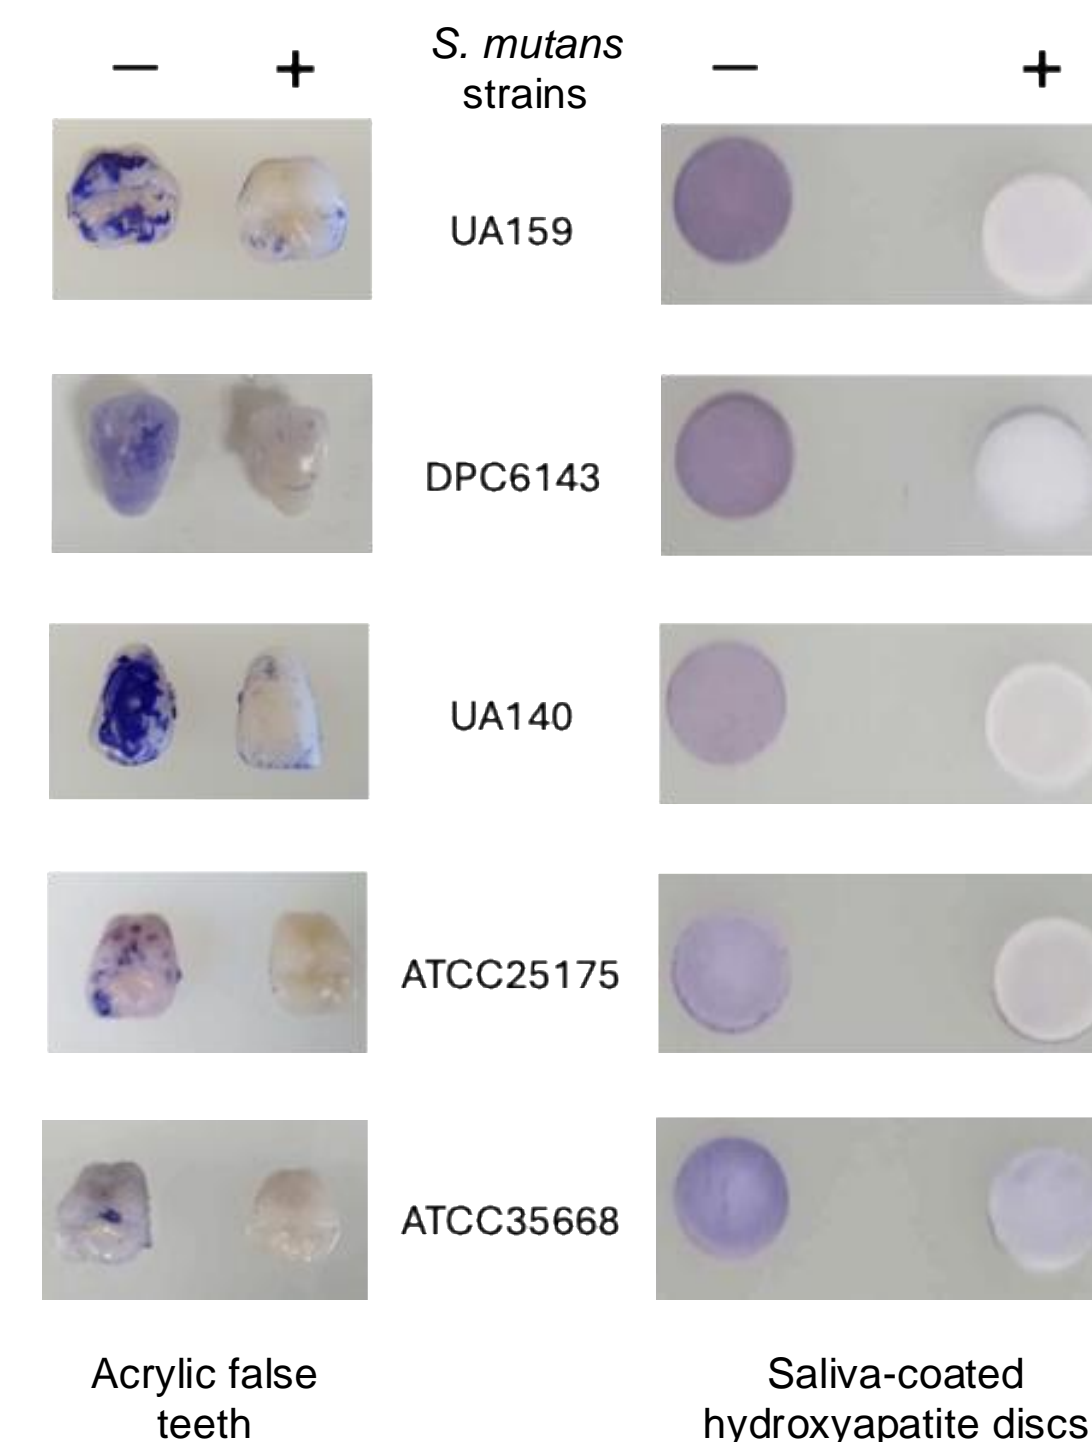 − +
S. mutans
strains
− +
UA159
DPC6143
UA140
ATCC25175
ATCC35668
Acrylic false
teeth
Saliva-coated
hydroxyapatite discs